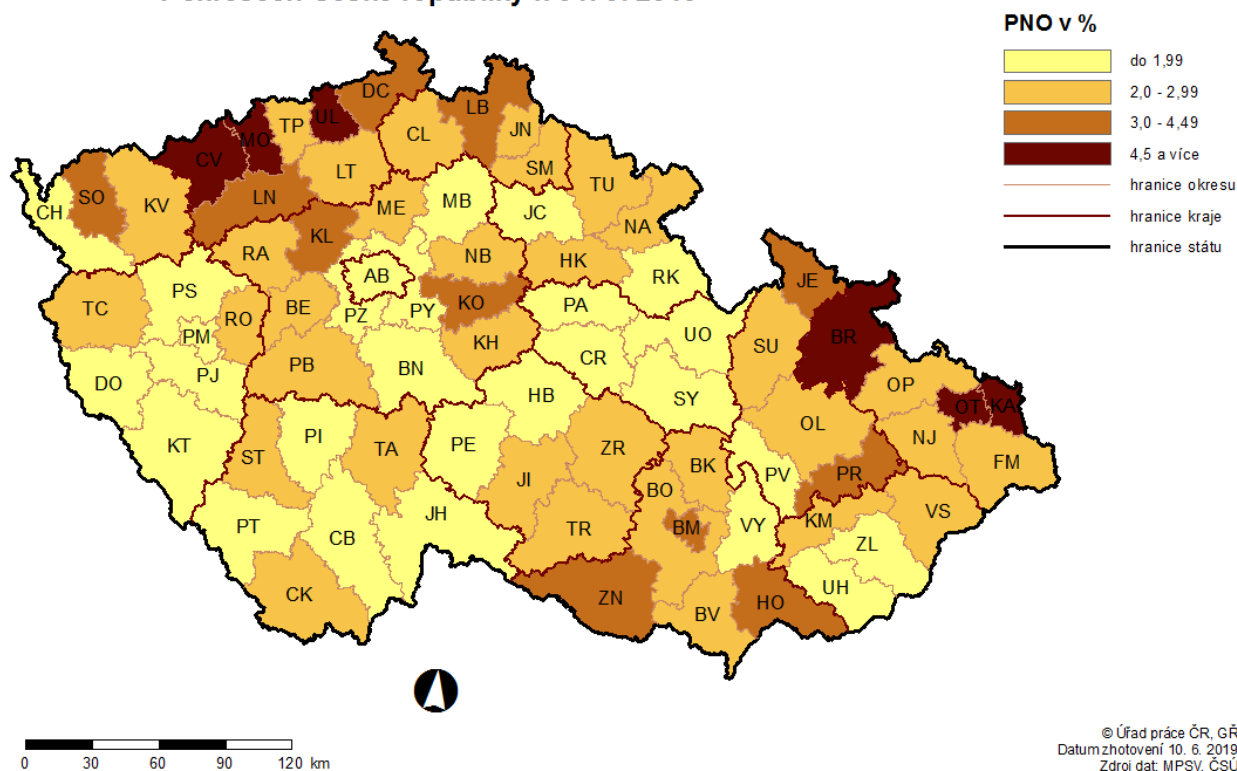 PNO v %
do 1,99
2,0 - 2,99
3,0 - 4,49
4,5 a více
hranice okresu
hranice kraje
hranice státu
DC
LB
UL
TP
MO
CL
JN
CV
LT
SM
TU
SO
LN
CH
KV
ME
MB
JC
NA
KL
RA
NB
HK
RK
AB
JE
PS
KO
PA
TC
BE
PZ
PY
RO
UO
SU
BR
PM
KH
CR
PB
BN
DO
PJ
HB
SY
OP
OT
KA
OL
NJ
KT
PI
TA
PE
ZR
ST
BK
PV
PR
FM
JI
BO
JH
VS
PT
CB
TR
BM
VY
KM
ZL
UH
CK
ZN
BV
HO
0 30 60 90 120 km
© Úřad práce ČR, GŘ
Datum zhotovení 10. 6. 2019
Zdroj dat: MPSV, ČSÚ